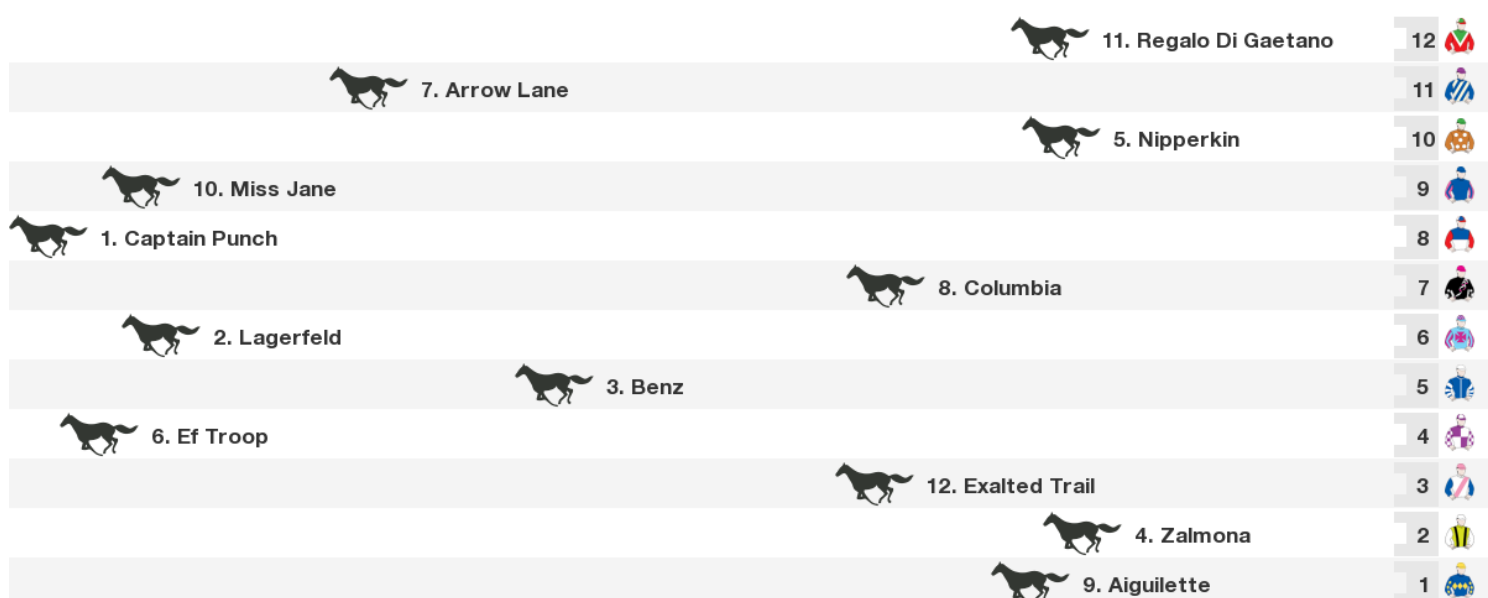 11. Regalo Di Gaetano 12
7. Arrow Lane 11
5. Nipperkin 10
10. Miss Jane 9
1. Captain Punch 8
8. Columbia 7
2. Lagerfeld 6
3. Benz 5
6. Ef Troop 4
12. Exalted Trail 3
4. Zalmona 2
9. Aiguilette 1